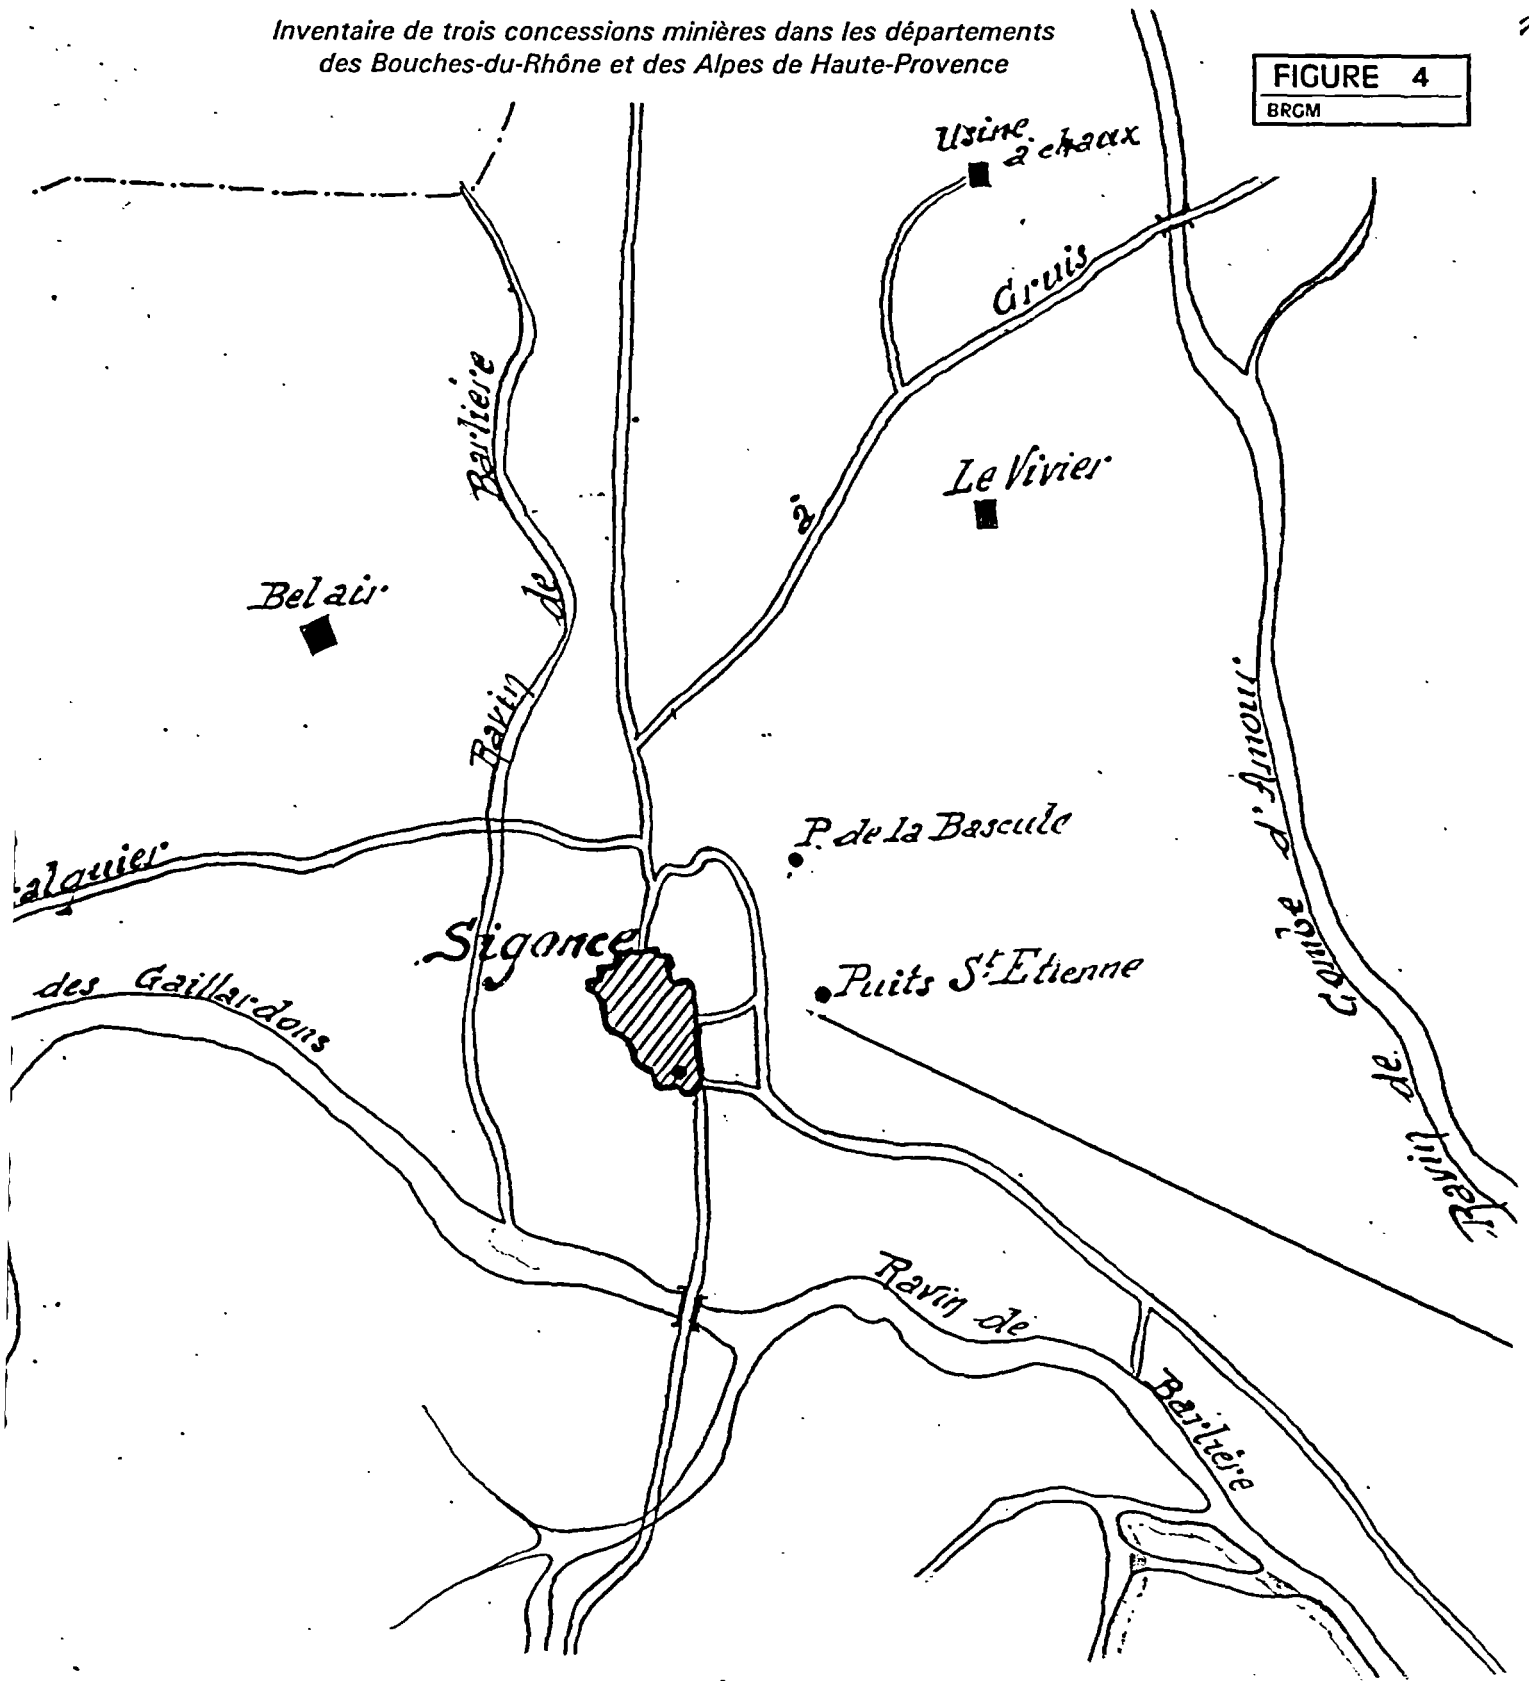 Inventaire de trois concessions minières dans les départements
des Bouches-du-Rhône et des Alpes de Haute-Provence
FIGURE 4
BRGM
Usine
à chaux
Cruis
à
Barlière
de
Ravin
Le Vivier
Bel air
Ravin de Combe d'Amour
P. de la Bascule
alquier
Sigonce
des Gaillardons
Puits St Etienne
Ravin de
Barlière